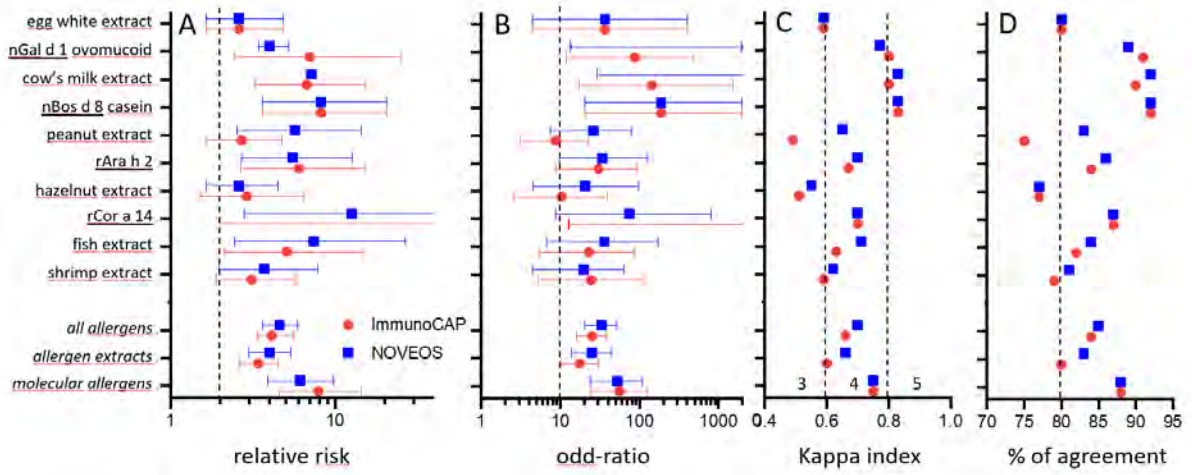 egg white extract
nGal d 1 ovomucoid
cow's milk extract
nBos d 8 casein
peanut extract
rAra h 2
hazelnut extract
rCor a 14
fish extract
shrimp extract
all allergens
allergen extracts
molecular allergens
A
ImmunoCAP
NOVEOS
1 10
relative risk
B
1 10 100 1000
odd-ratio
C
3 4 5
0.4 0.6 0.8 1.0
Kappa index
D
70 75 80 85 90 95
% of agreement